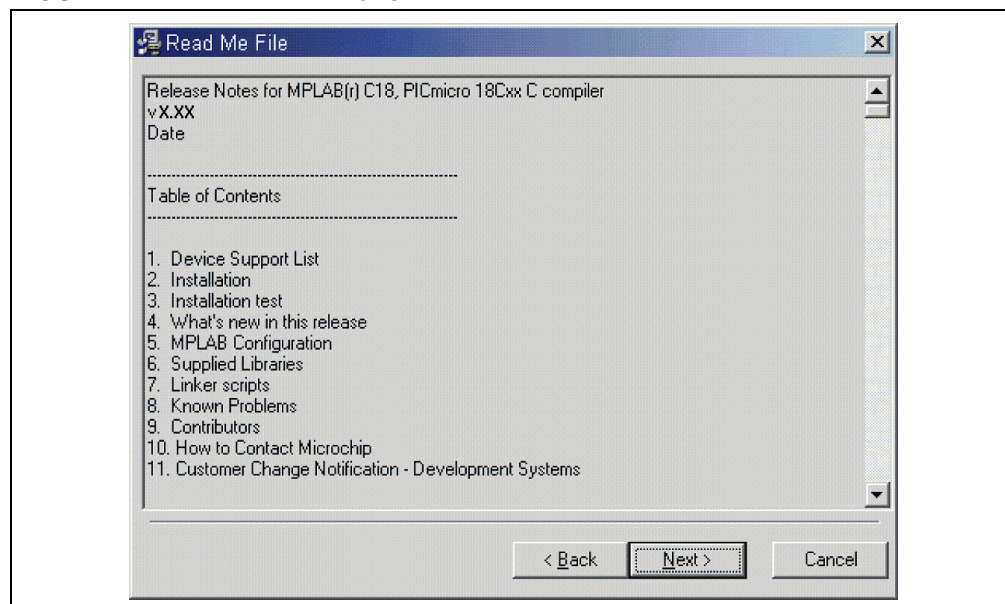 Read Me File
Release Notes for MPLAB(r) C18, PICmicro 18Cxx C compiler
vX.XX
Date
----------------------------------------------------------------
Table of Contents
----------------------------------------------------------------
1. Device Support List
2. Installation
3. Installation test
4. What's new in this release
5. MPLAB Configuration
6. Supplied Libraries
7. Linker scripts
8. Known Problems
9. Contributors
10. How to Contact Microchip
11. Customer Change Notification - Development Systems
< Back Next > Cancel